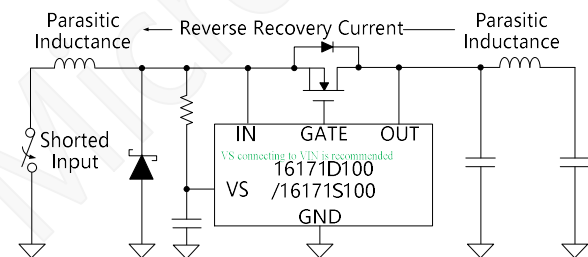 Parasitic
Inductance
Reverse Recovery Current
Parasitic
Inductance
Shorted
Input
IN
GATE
OUT
VS connecting to VIN is recommended
16171D100
/16171S100
VS
GND